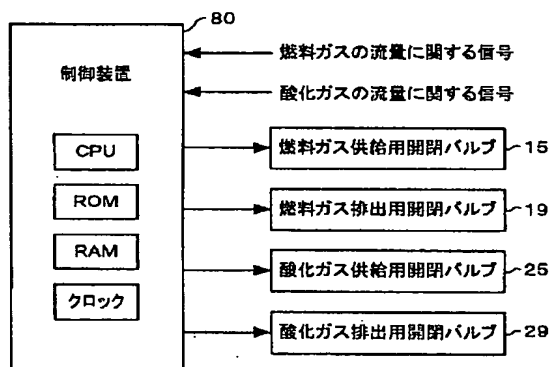 80
制御装置
CPU
ROM
RAM
クロック
燃料ガスの流量に関する信号
酸化ガスの流量に関する信号
燃料ガス供給用開閉バルブ 15
燃料ガス排出用開閉バルブ 19
酸化ガス供給用開閉バルブ 25
酸化ガス排出用開閉バルブ 29